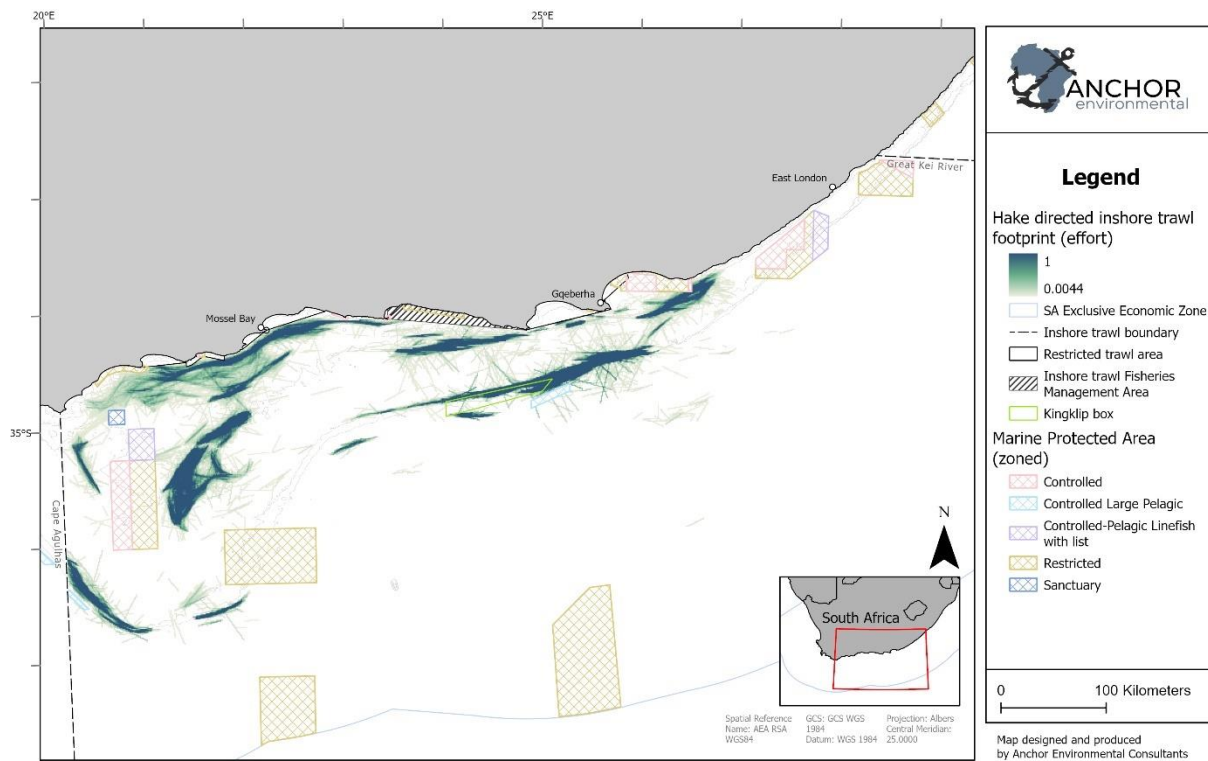 20°E
25°E
35°S
East London
Great Kei River
Gqeberha
Mossel Bay
Cape Agulhas
N
South Africa
Spatial Reference
Name: AEA RSA
WGS84
GCS: GCS WGS
1984
Datum: WGS 1984
Projection: Albers
Central Meridian:
25.0000
ANCHOR
environmental
Legend
Hake directed inshore trawl
footprint (effort)
1
0.0044
SA Exclusive Economic Zone
Inshore trawl boundary
Restricted trawl area
Inshore trawl Fisheries
Management Area
Kingklip box
Marine Protected Area
(zoned)
Controlled
Controlled Large Pelagic
Controlled-Pelagic Linefish
with list
Restricted
Sanctuary
0
100 Kilometers
Map designed and produced
by Anchor Environmental Consultants